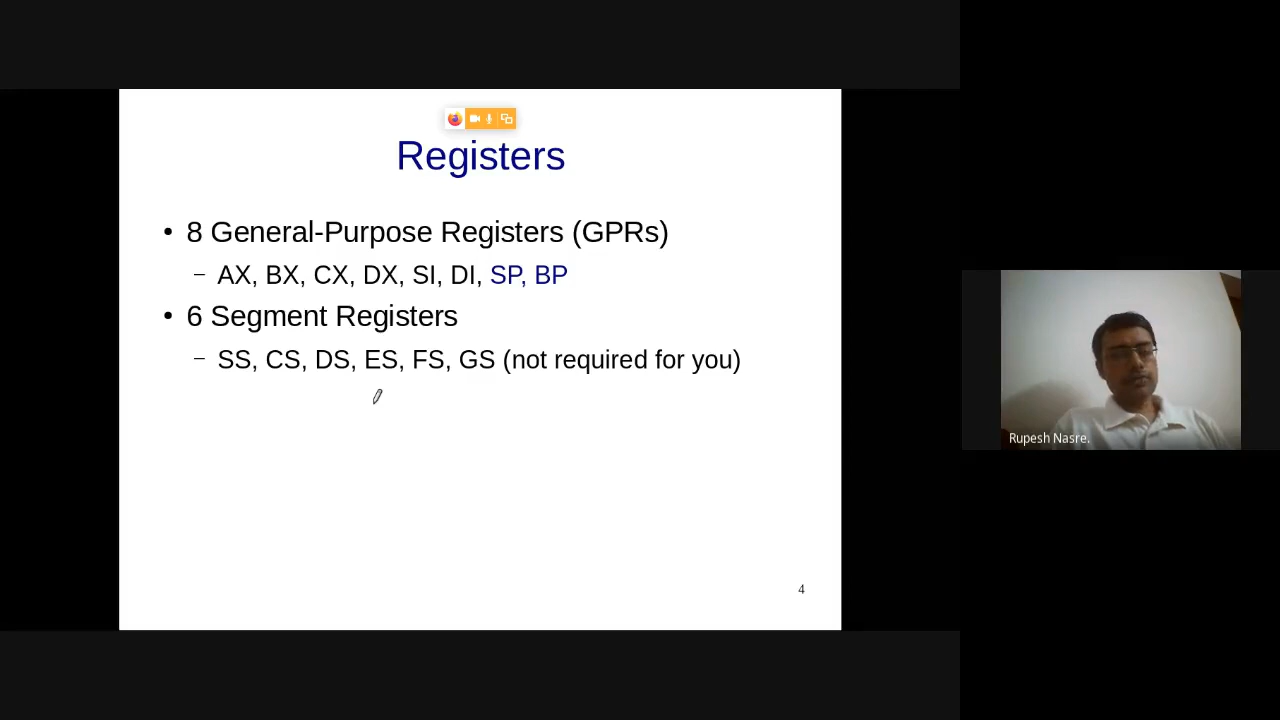 Registers
• 8 General-Purpose Registers (GPRs)
– AX, BX, CX, DX, SI, DI, SP, BP
• 6 Segment Registers
– SS, CS, DS, ES, FS, GS (not required for you)
4
Rupesh Nasre.